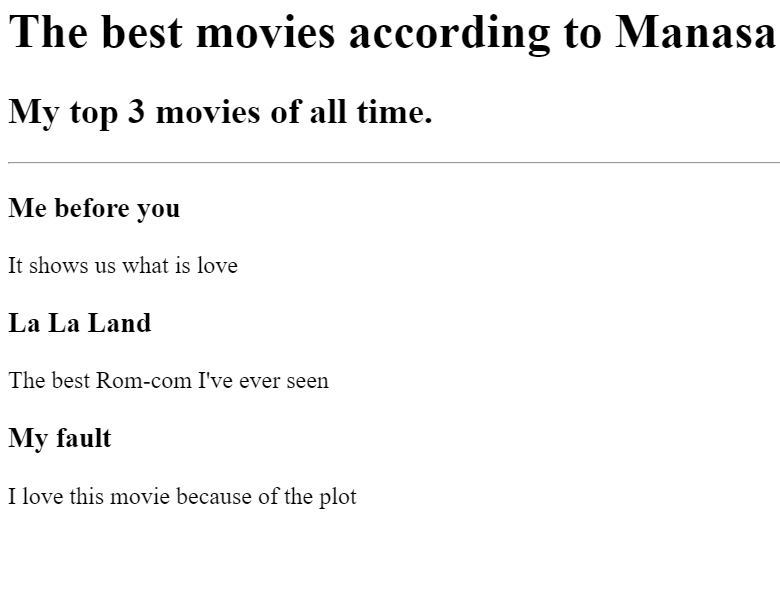 The best movies according to Manasa
My top 3 movies of all time.
Me before you
It shows us what is love
La La Land
The best Rom-com I've ever seen
My fault
I love this movie because of the plot